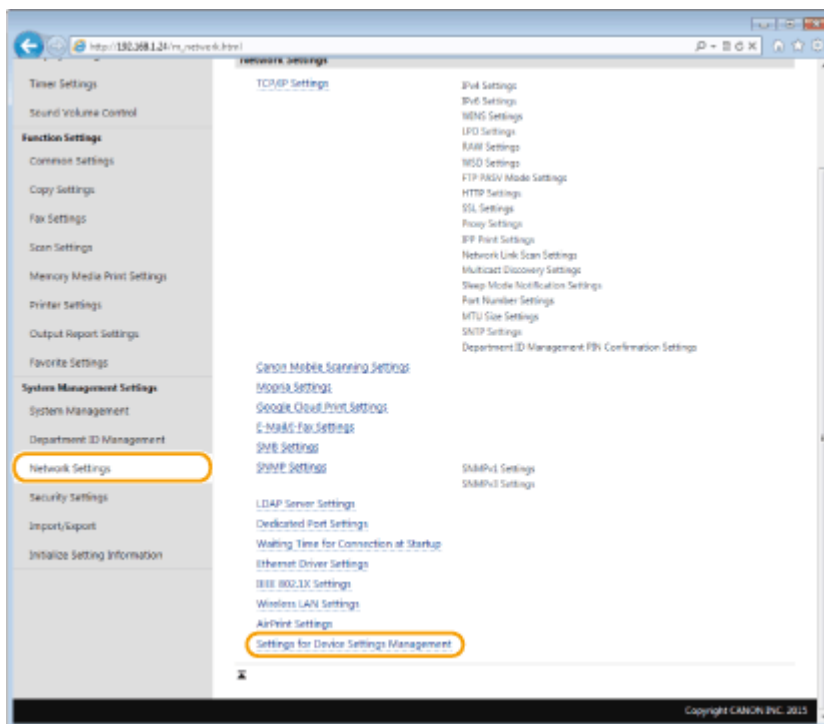 http://192.168.1.24/m_network.html
Network Settings
Timer Settings
Sound Volume Control
Function Settings
Common Settings
Copy Settings
Fax Settings
Scan Settings
Memory Media Print Settings
Printer Settings
Output Report Settings
Favorite Settings
System Management Settings
System Management
Department ID Management
Network Settings
Security Settings
Import/Export
Initialize Setting Information
TCP/IP Settings
IPv4 Settings
IPv6 Settings
WINS Settings
LPD Settings
RAW Settings
WSD Settings
FTP PASV Mode Settings
HTTP Settings
SSL Settings
Proxy Settings
IPP Print Settings
Network Link Scan Settings
Multicast Discovery Settings
Sleep Mode Notification Settings
Port Number Settings
MTU Size Settings
SNTP Settings
Department ID Management PIN Confirmation Settings
Canon Mobile Scanning Settings
Mopria Settings
Google Cloud Print Settings
E-Mail/I-Fax Settings
SMB Settings
SNMP Settings
SNMPv1 Settings
SNMPv3 Settings
LDAP Server Settings
Dedicated Port Settings
Waiting Time for Connection at Startup
Ethernet Driver Settings
IEEE 802.1X Settings
Wireless LAN Settings
AirPrint Settings
Settings for Device Settings Management
Copyright CANON INC. 2015